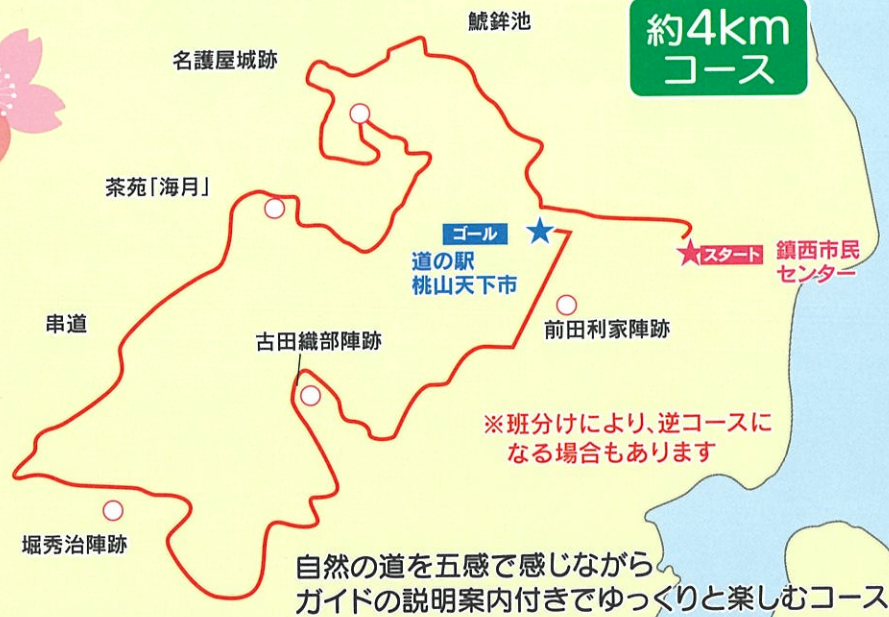 約4km
コース
鯱鉾池
名護屋城跡
茶苑「海月」
ゴール
道の駅
桃山天下市
スタート
鎮西市民
センター
串道
古田織部陣跡
前田利家陣跡
※班分けにより、逆コースに
なる場合もあります
堀秀治陣跡
自然の道を五感で感じながら
ガイドの説明案内付きでゆっくりと楽しむコース